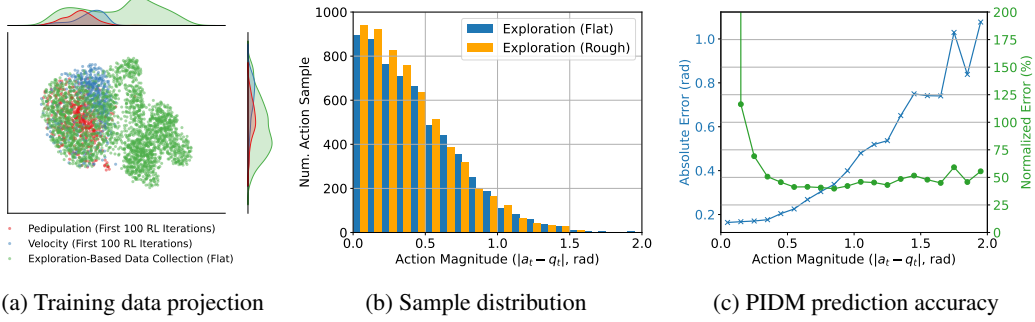 Pedipulation (First 100 RL Iterations)
Velocity (First 100 RL Iterations)
Exploration-Based Data Collection (Flat)
(a) Training data projection
1000
800
600
400
200
0
Num. Action Sample
Exploration (Flat)
Exploration (Rough)
0.0 0.5 1.0 1.5 2.0
Action Magnitude (|a_t − q_t|, rad)
(b) Sample distribution
1.0
0.8
0.6
0.4
0.2
Absolute Error (rad)
200
175
150
125
100
75
50
25
0
Normalized Error (%)
0.0 0.5 1.0 1.5 2.0
Action Magnitude (|a_t − q_t|, rad)
(c) PIDM prediction accuracy